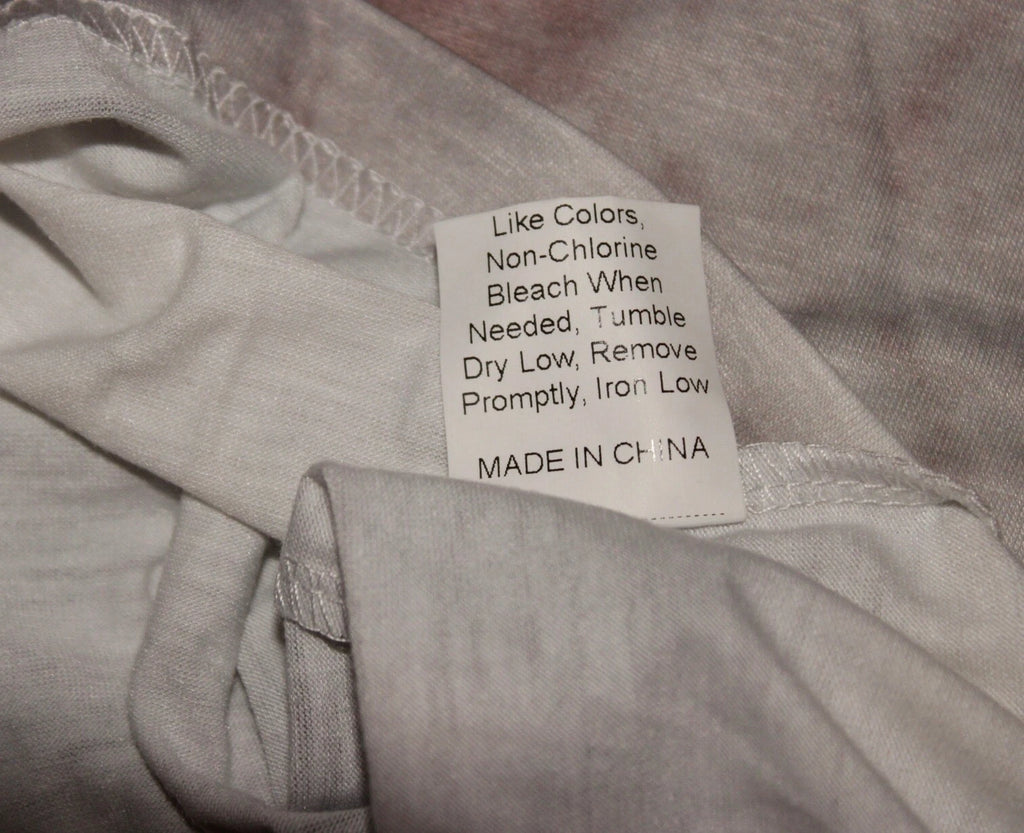 Like Colors,
Non-Chlorine
Bleach When
Needed, Tumble
Dry Low, Remove
Promptly, Iron Low
MADE IN CHINA